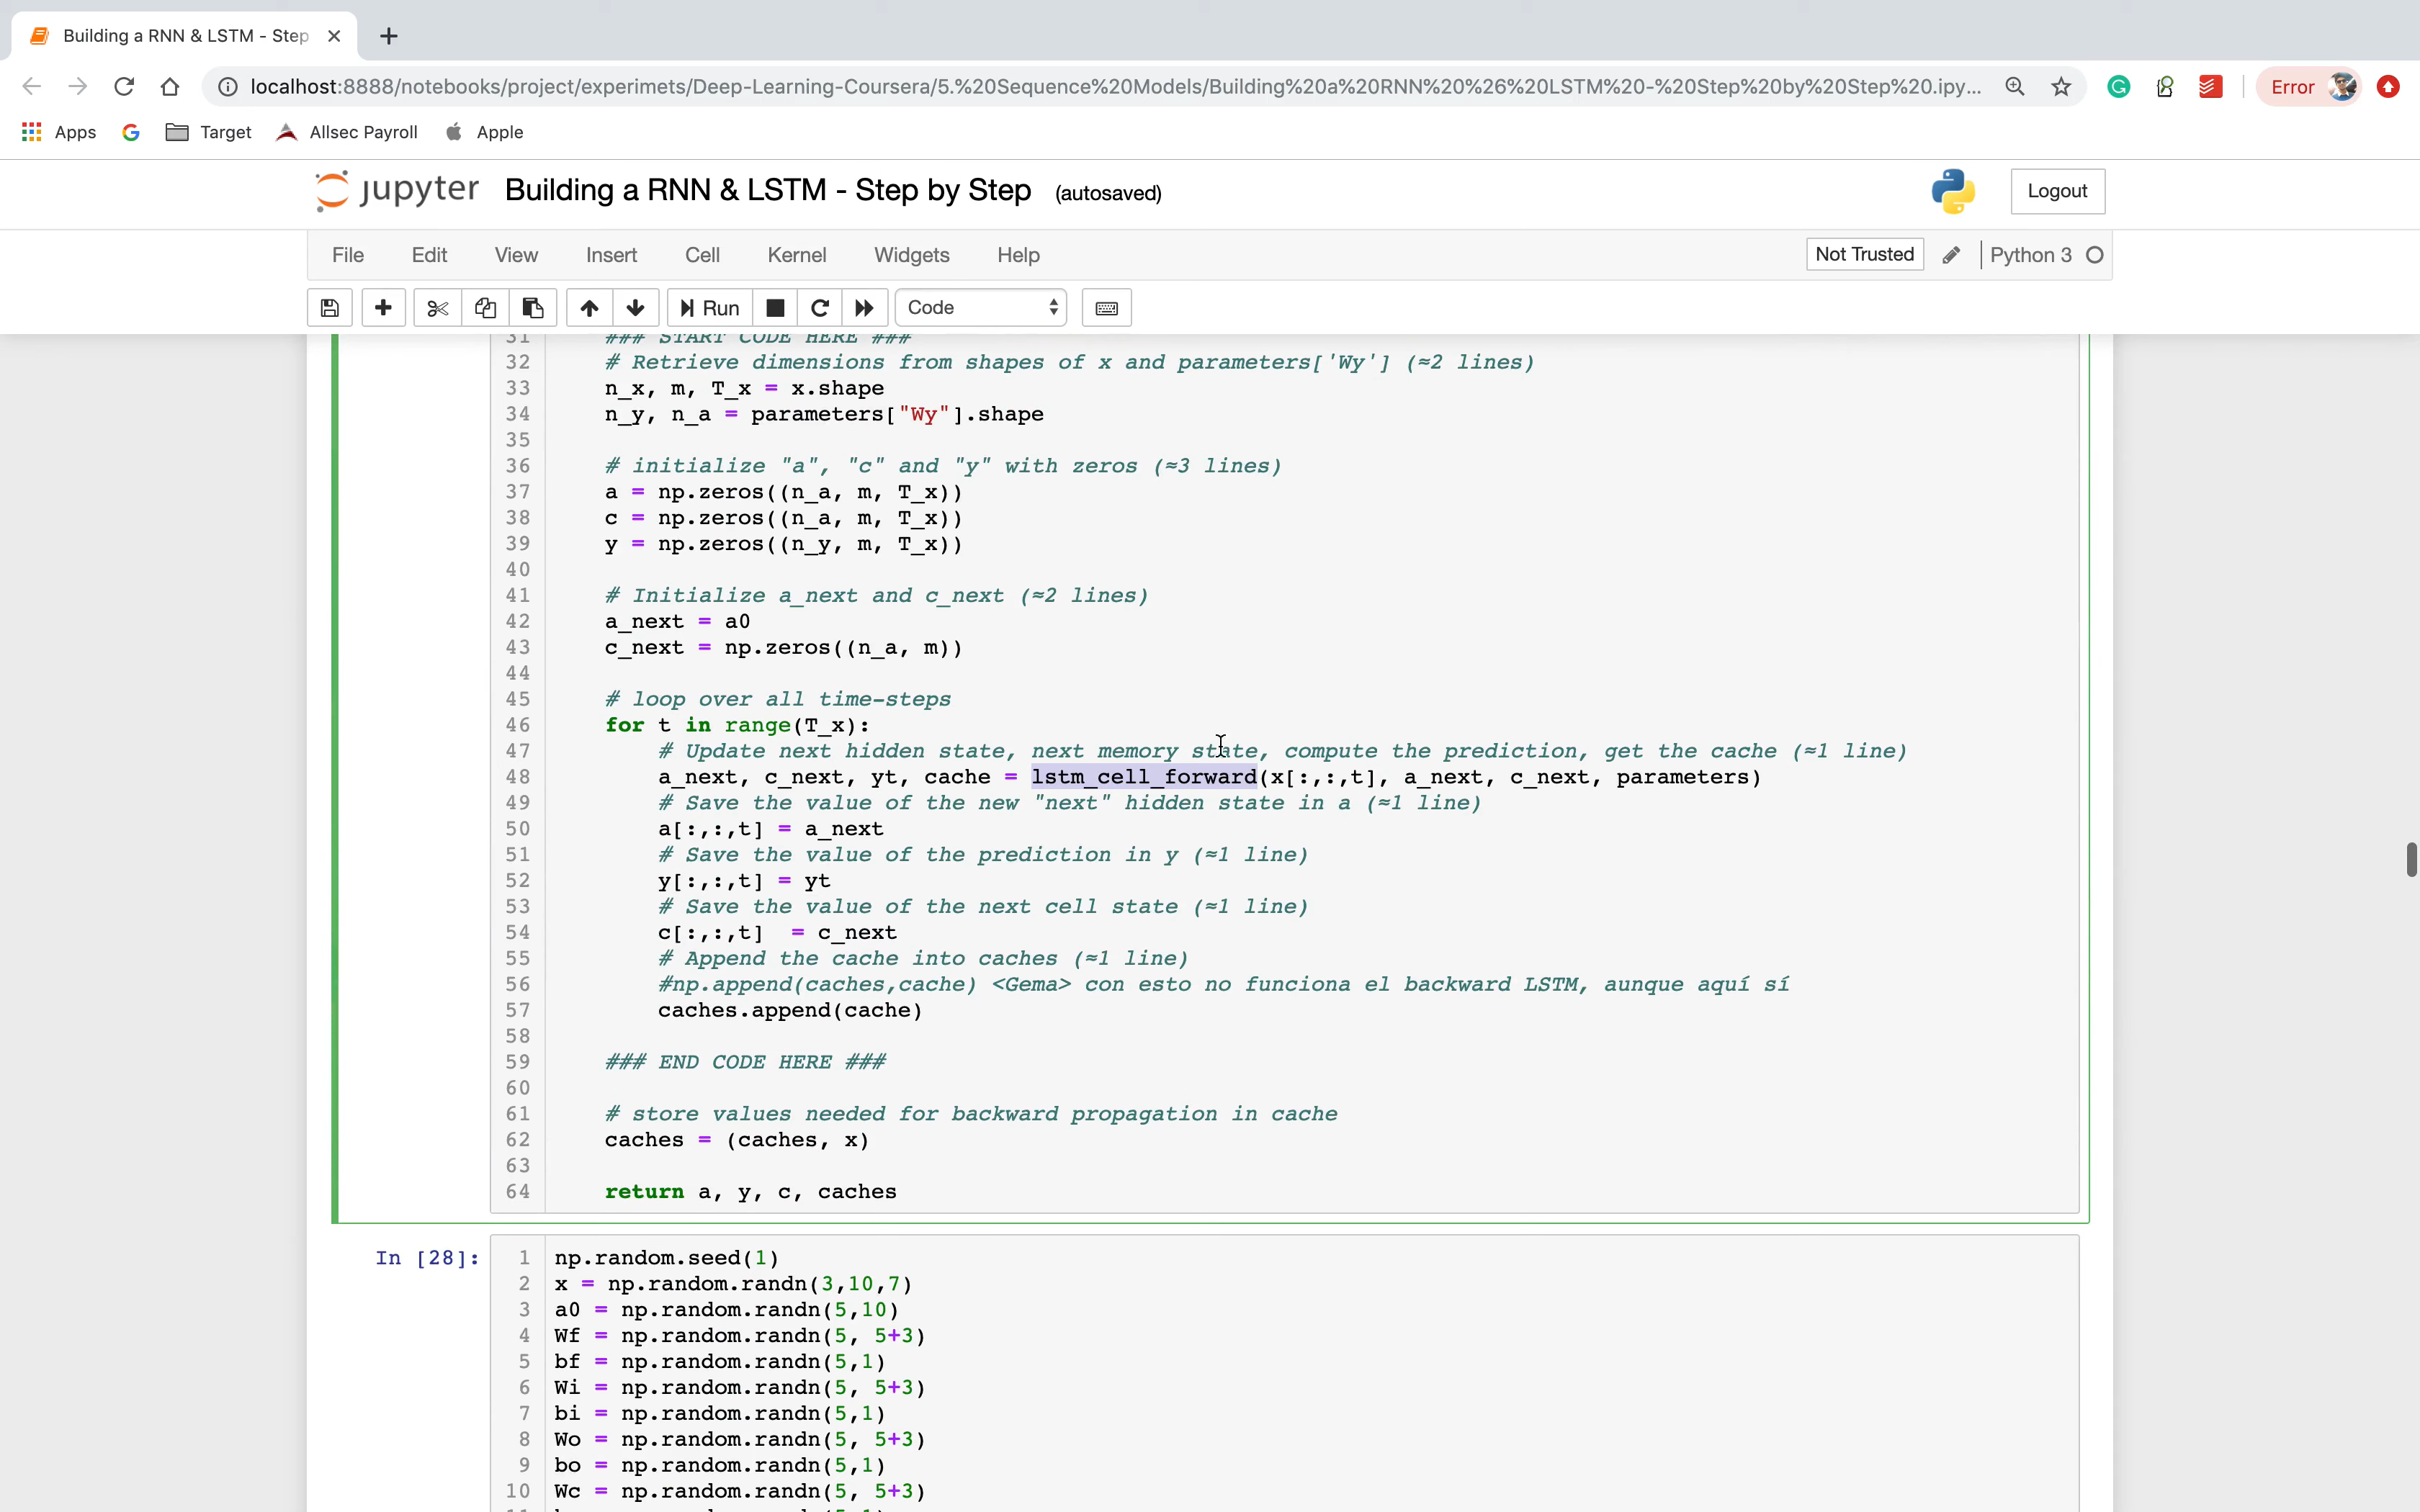 Building a RNN & LSTM - Step
localhost:8888/notebooks/project/experimets/Deep-Learning-Coursera/5.%20Sequence%20Models/Building%20a%20RNN%20%26%20LSTM%20-%20Step%20by%20Step%20.ipy...
Error
Apps
Target
Allsec Payroll
Apple
jupyter Building a RNN & LSTM - Step by Step (autosaved)
Logout
File Edit View Insert Cell Kernel Widgets Help
Not Trusted
Python 3
Run
Code
31 ### START CODE HERE ###
32 # Retrieve dimensions from shapes of x and parameters['Wy'] (≈2 lines)
33 n_x, m, T_x = x.shape
34 n_y, n_a = parameters["Wy"].shape
35
36 # initialize "a", "c" and "y" with zeros (≈3 lines)
37 a = np.zeros((n_a, m, T_x))
38 c = np.zeros((n_a, m, T_x))
39 y = np.zeros((n_y, m, T_x))
40
41 # Initialize a_next and c_next (≈2 lines)
42 a_next = a0
43 c_next = np.zeros((n_a, m))
44
45 # loop over all time-steps
46 for t in range(T_x):
47 # Update next hidden state, next memory state, compute the prediction, get the cache (≈1 line)
48 a_next, c_next, yt, cache = lstm_cell_forward(x[:,:,t], a_next, c_next, parameters)
49 # Save the value of the new "next" hidden state in a (≈1 line)
50 a[:,:,t] = a_next
51 # Save the value of the prediction in y (≈1 line)
52 y[:,:,t] = yt
53 # Save the value of the next cell state (≈1 line)
54 c[:,:,t]  = c_next
55 # Append the cache into caches (≈1 line)
56 #np.append(caches,cache) <Gema> con esto no funciona el backward LSTM, aunque aquí sí
57 caches.append(cache)
58
59 ### END CODE HERE ###
60
61 # store values needed for backward propagation in cache
62 caches = (caches, x)
63
64 return a, y, c, caches
In [28]:
1 np.random.seed(1)
2 x = np.random.randn(3,10,7)
3 a0 = np.random.randn(5,10)
4 Wf = np.random.randn(5, 5+3)
5 bf = np.random.randn(5,1)
6 Wi = np.random.randn(5, 5+3)
7 bi = np.random.randn(5,1)
8 Wo = np.random.randn(5, 5+3)
9 bo = np.random.randn(5,1)
10 Wc = np.random.randn(5, 5+3)